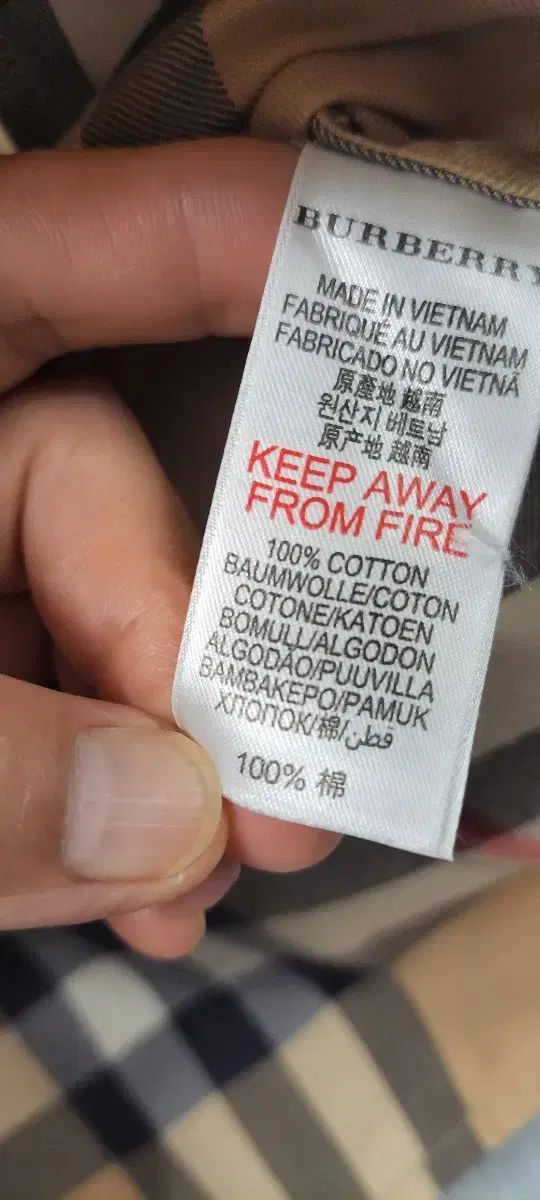 BURBERRY
MADE IN VIETNAM
FABRIQUÉ AU VIETNAM
FABRICADO NO VIETNÃ
原產地 越南
원산지 베트남
原产地 越南
KEEP AWAY
FROM FIRE
100% COTTON
BAUMWOLLE/COTON
COTONE/KATOEN
BOMULL/ALGODON
ALGODÃO/PUUVILLA
ΒΑΜΒΑΚΕΡΟ/PAMUK
ХЛОПОК/棉/قطن
100% 棉